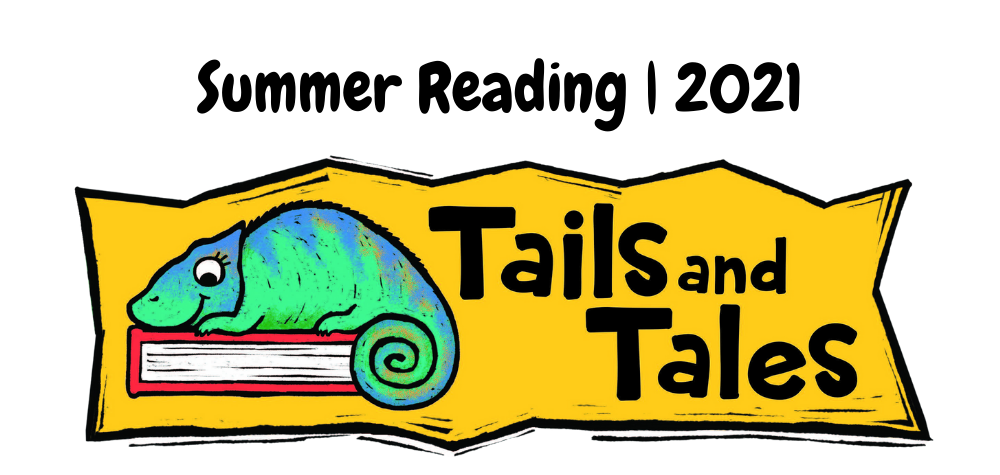 Summer Reading | 2021
Tails and
Tales